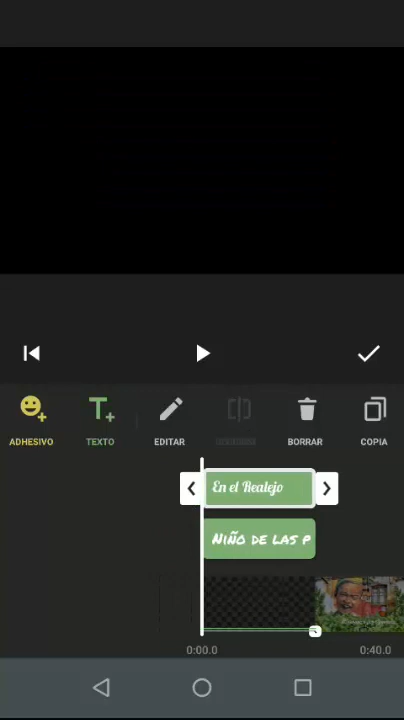 ADHESIVO
TEXTO
EDITAR
BORRAR
COPIA
En el Realejo
Niño de las p
0:00.0
0:40.0